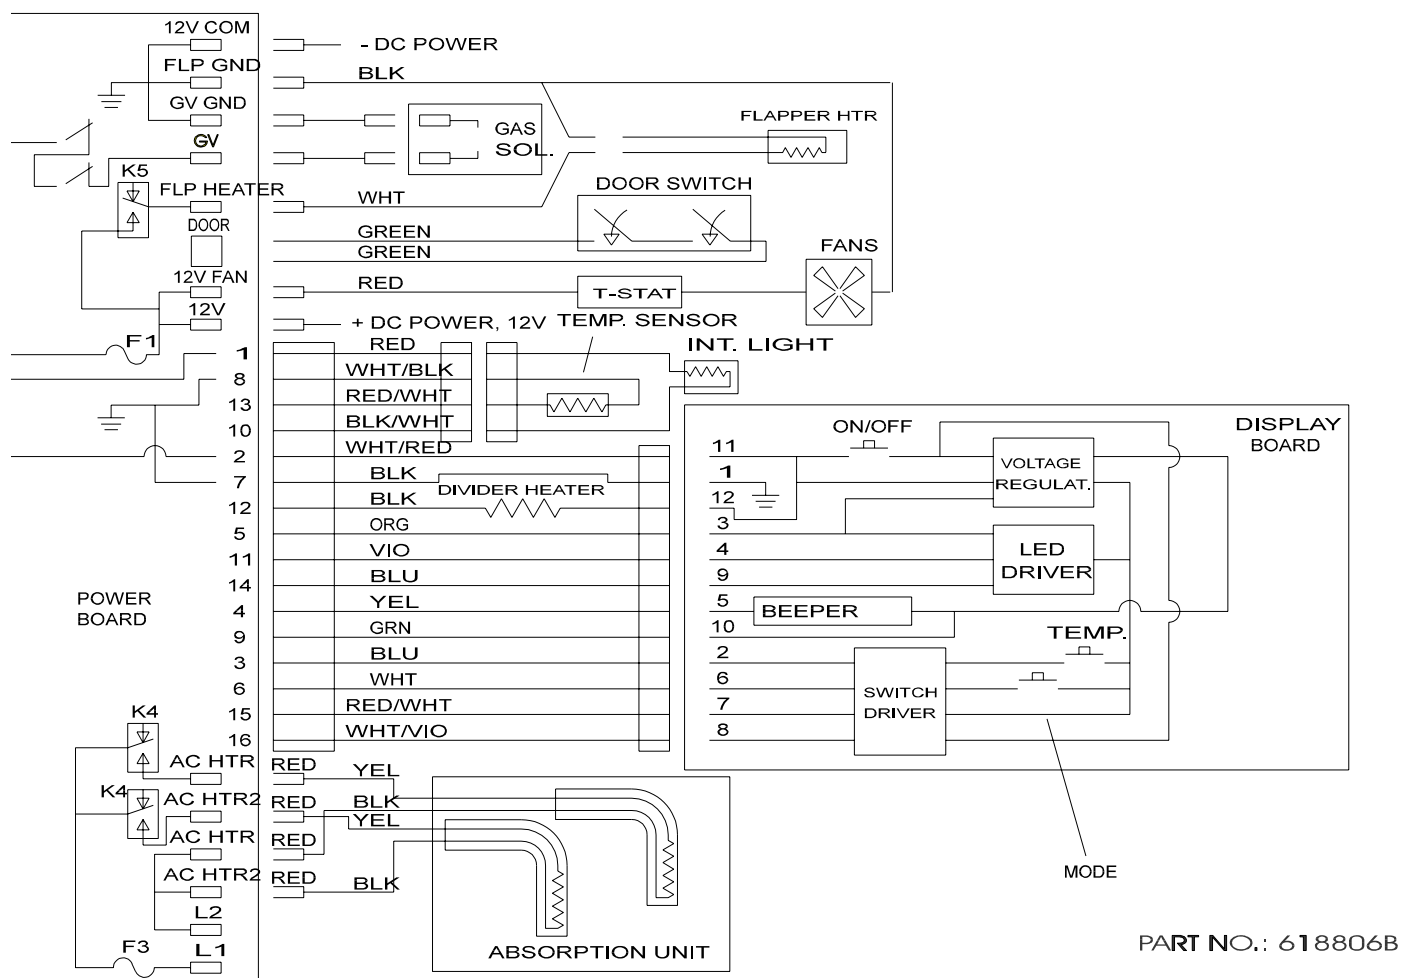 12V COM
- DC POWER
FLP GND
BLK
GV GND
GAS
SOL.
FLAPPER HTR
GV
K5
FLP HEATER
WHT
DOOR SWITCH
DOOR
GREEN
GREEN
FANS
12V FAN
RED
T-STAT
12V
+ DC POWER, 12V
TEMP. SENSOR
F1
1
RED
INT. LIGHT
8
WHT/BLK
13
RED/WHT
10
BLK/WHT
ON/OFF
DISPLAY
BOARD
2
WHT/RED
11
VOLTAGE
REGULAT.
7
BLK
1
DIVIDER HEATER
12
BLK
12
5
ORG
3
11
VIO
4
LED
DRIVER
14
BLU
9
POWER
BOARD
4
YEL
5
BEEPER
9
GRN
10
TEMP.
3
BLU
2
6
WHT
6
SWITCH
DRIVER
15
RED/WHT
7
16
WHT/VIO
8
K4
AC HTR
RED
YEL
K4
AC HTR2
RED
BLK
YEL
AC HTR
RED
AC HTR2
RED
BLK
MODE
L2
F3
L1
ABSORPTION UNIT
PART NO.: 618806B